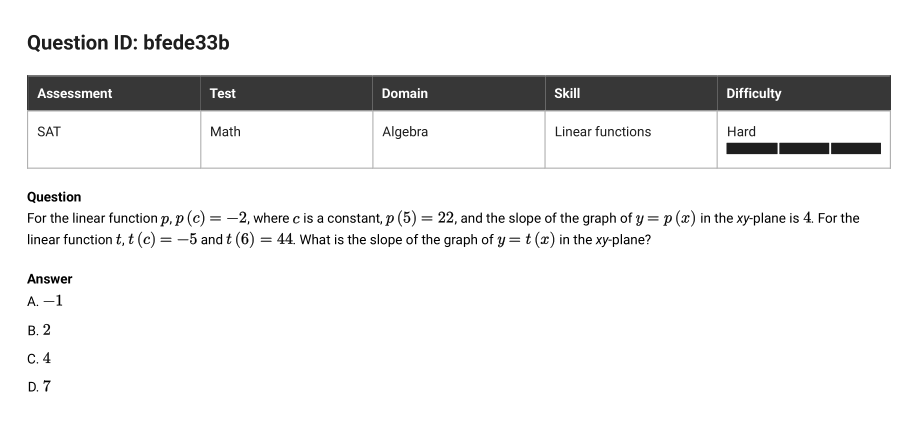 Question ID: bfede33b
Assessment Test Domain Skill Difficulty
SAT Math Algebra Linear functions Hard
Question
For the linear function p, p (c) = −2, where c is a constant, p (5) = 22, and the slope of the graph of y = p (x) in the xy-plane is 4. For the
linear function t, t (c) = −5 and t (6) = 44. What is the slope of the graph of y = t (x) in the xy-plane?
Answer
A. −1
B. 2
C. 4
D. 7